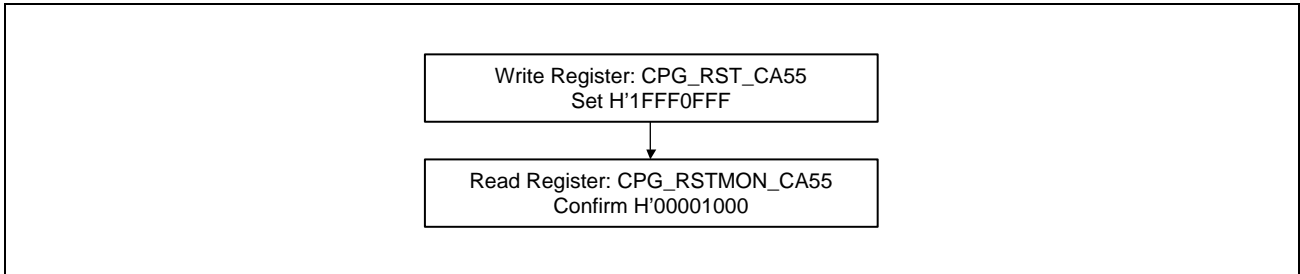 Write Register: CPG_RST_CA55
Set H’1FFF0FFF
Read Register: CPG_RSTMON_CA55
Confirm H’00001000